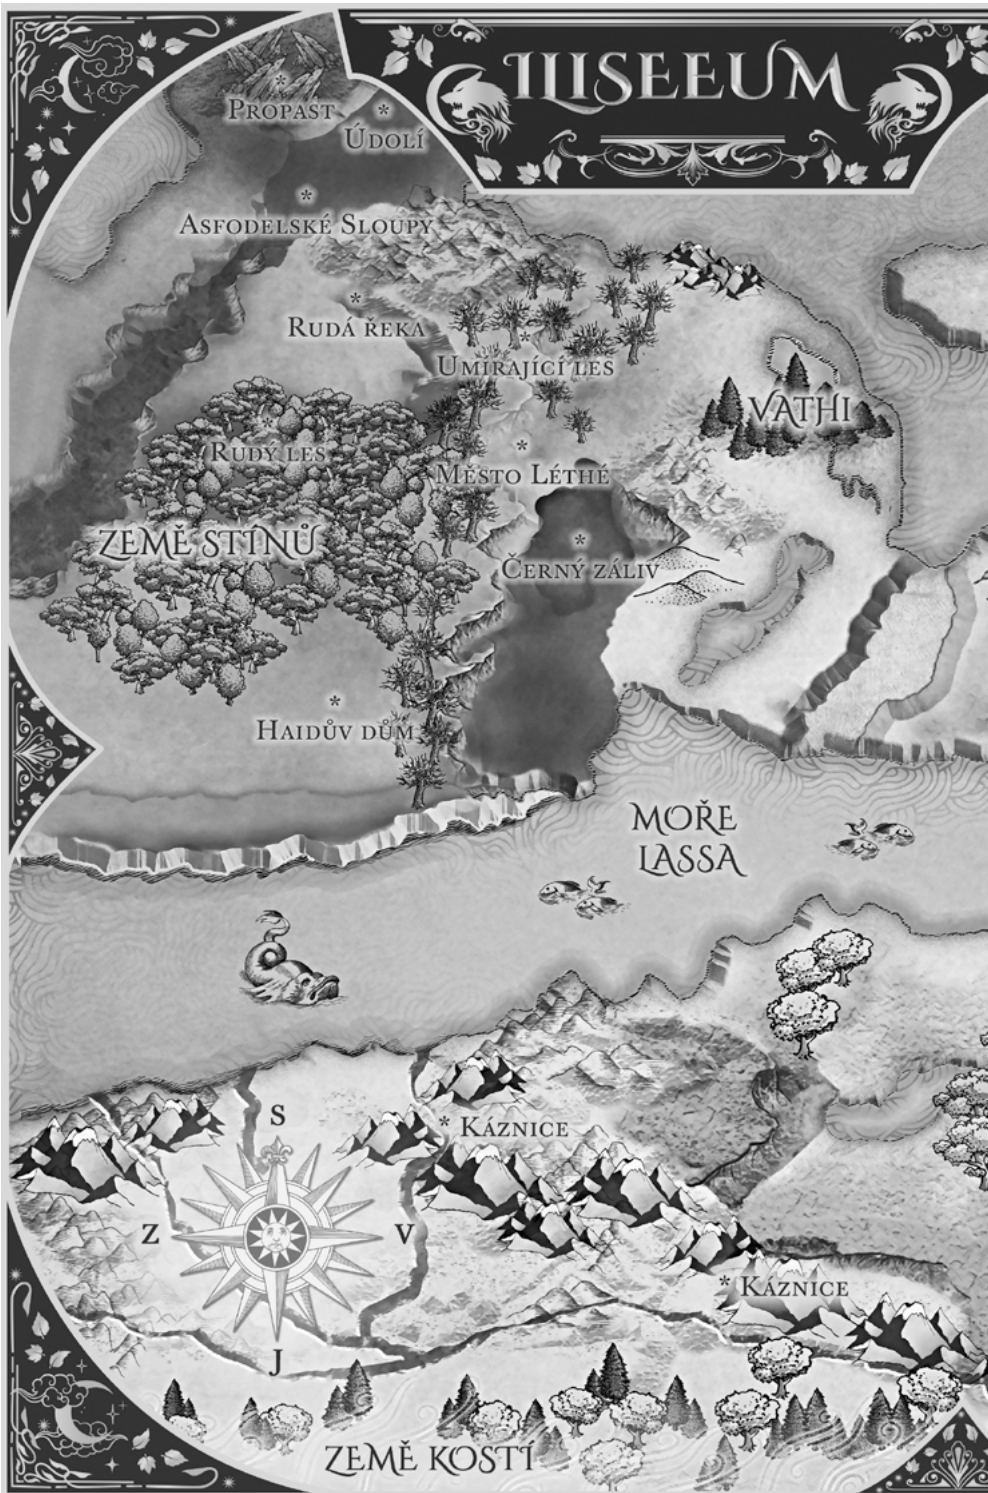 ILISEEUM
Propast
Údolí
Asfodelské Sloupy
Rudá řeka
Umírající les
VATHI
Rudý les
Město Léthé
ZEMĚ STÍNŮ
Černý záliv
Haidův dům
MOŘE
LASSA
S
Káznice
Z
V
Káznice
J
ZEMĚ KOSTÍ